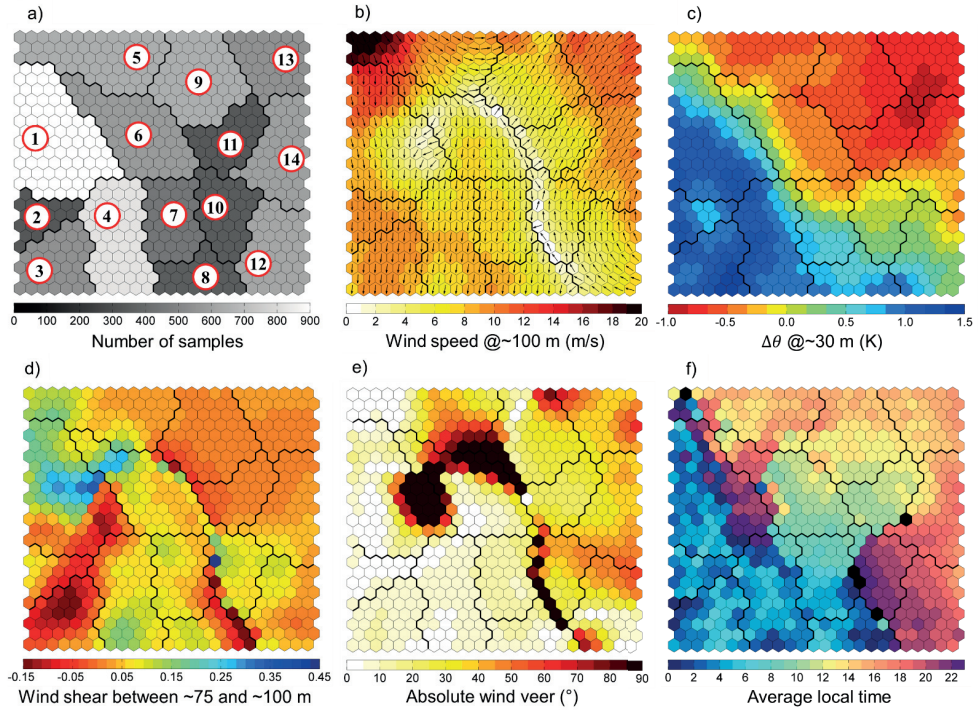 a)
b)
c)
5
13
9
1
6
11
14
2
4
7
10
3
8
12
0 100 200 300 400 500 600 700 800 900
Number of samples
0 2 4 6 8 10 12 14 16 18 20
Wind speed @~100 m (m/s)
-1.0 -0.5 0.0 0.5 1.0 1.5
Δθ @~30 m (K)
d)
e)
f)
-0.15 -0.05 0.05 0.15 0.25 0.35 0.45
Wind shear between ~75 and ~100 m
0 10 20 30 40 50 60 70 80 90
Absolute wind veer (°)
0 2 4 6 8 10 12 14 16 18 20 22
Average local time